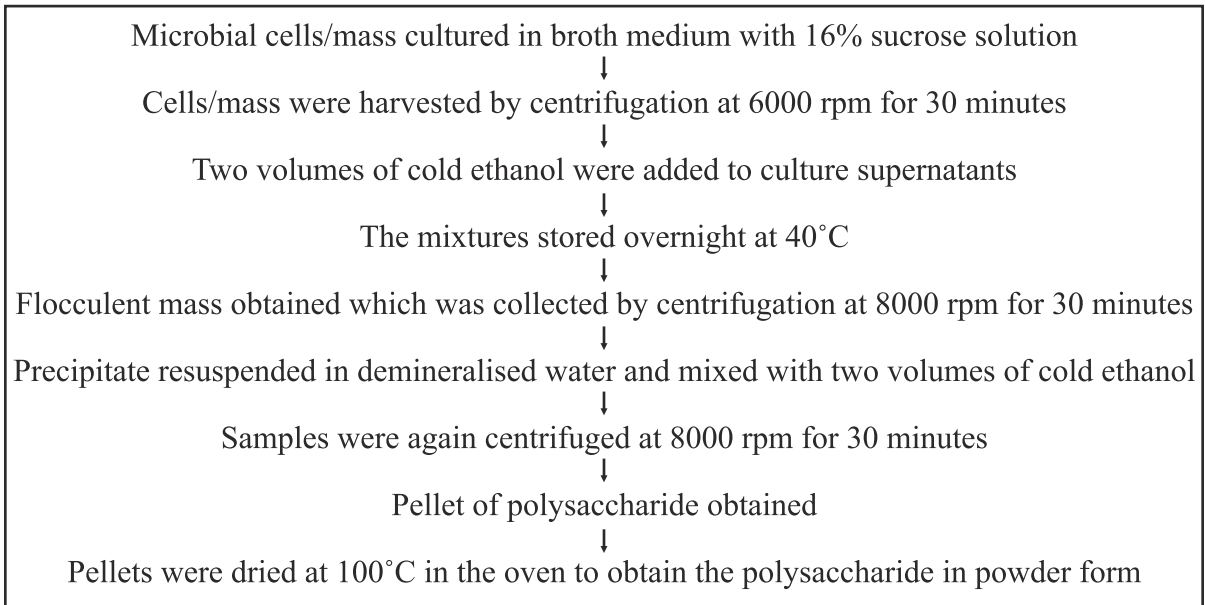 Microbial cells/mass cultured in broth medium with 16% sucrose solution
Cells/mass were harvested by centrifugation at 6000 rpm for 30 minutes
Two volumes of cold ethanol were added to culture supernatants
The mixtures stored overnight at 40˚C
Flocculent mass obtained which was collected by centrifugation at 8000 rpm for 30 minutes
Precipitate resuspended in demineralised water and mixed with two volumes of cold ethanol
Samples were again centrifuged at 8000 rpm for 30 minutes
Pellet of polysaccharide obtained
Pellets were dried at 100˚C in the oven to obtain the polysaccharide in powder form